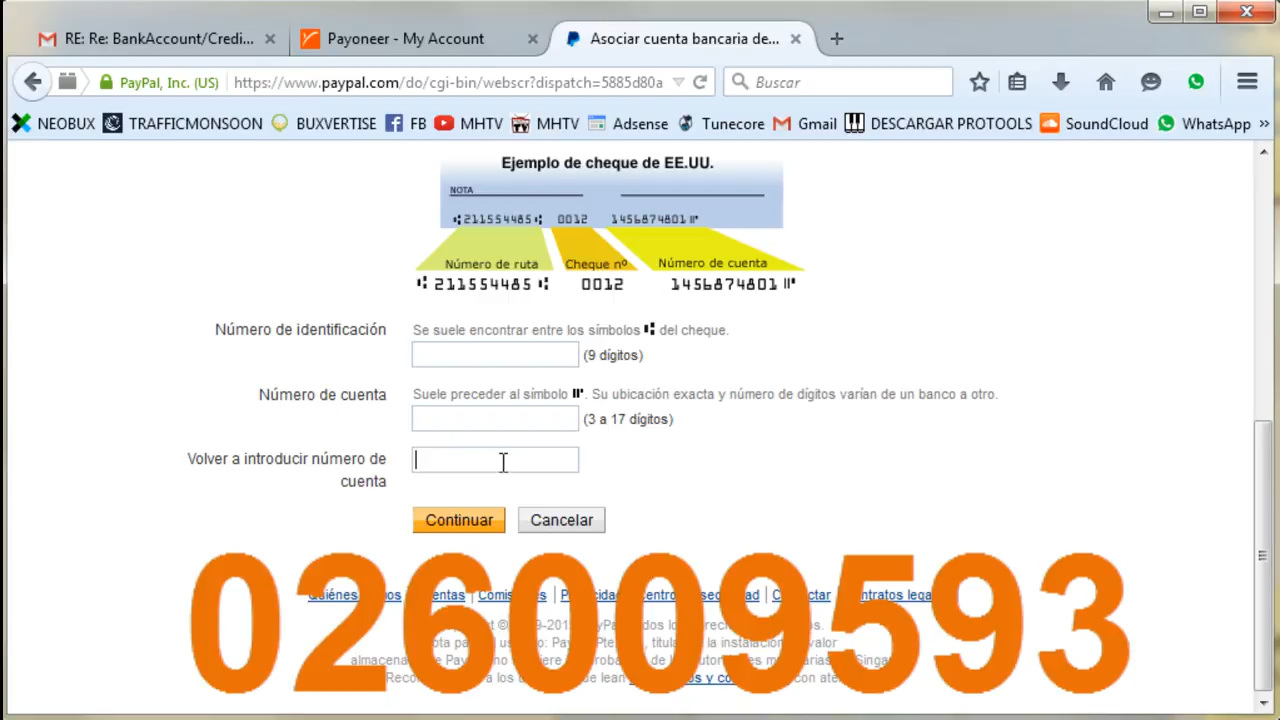 RE: Re: BankAccount/Credi...
Payoneer - My Account
Asociar cuenta bancaria de...
PayPal, Inc. (US)
https://www.paypal.com/do/cgi-bin/webscr?dispatch=5885d80a
Buscar
NEOBUX
TRAFFICMONSOON
BUXVERTISE
FB
MHTV
MHTV
Adsense
Tunecore
Gmail
DESCARGAR PROTOOLS
SoundCloud
WhatsApp
»
Ejemplo de cheque de EE.UU.
NOTA
⑆211554485⑆ 0012 1456874801⑈
Número de ruta Cheque nº Número de cuenta
⑆211554485⑆ 0012 1456874801⑈
Número de identificación
Se suele encontrar entre los símbolos ⑆ del cheque.
(9 dígitos)
Número de cuenta
Suele preceder al símbolo ⑈. Su ubicación exacta y número de dígitos varían de un banco a otro.
(3 a 17 dígitos)
Volver a introducir número de
cuenta
Continuar
Cancelar
026009593